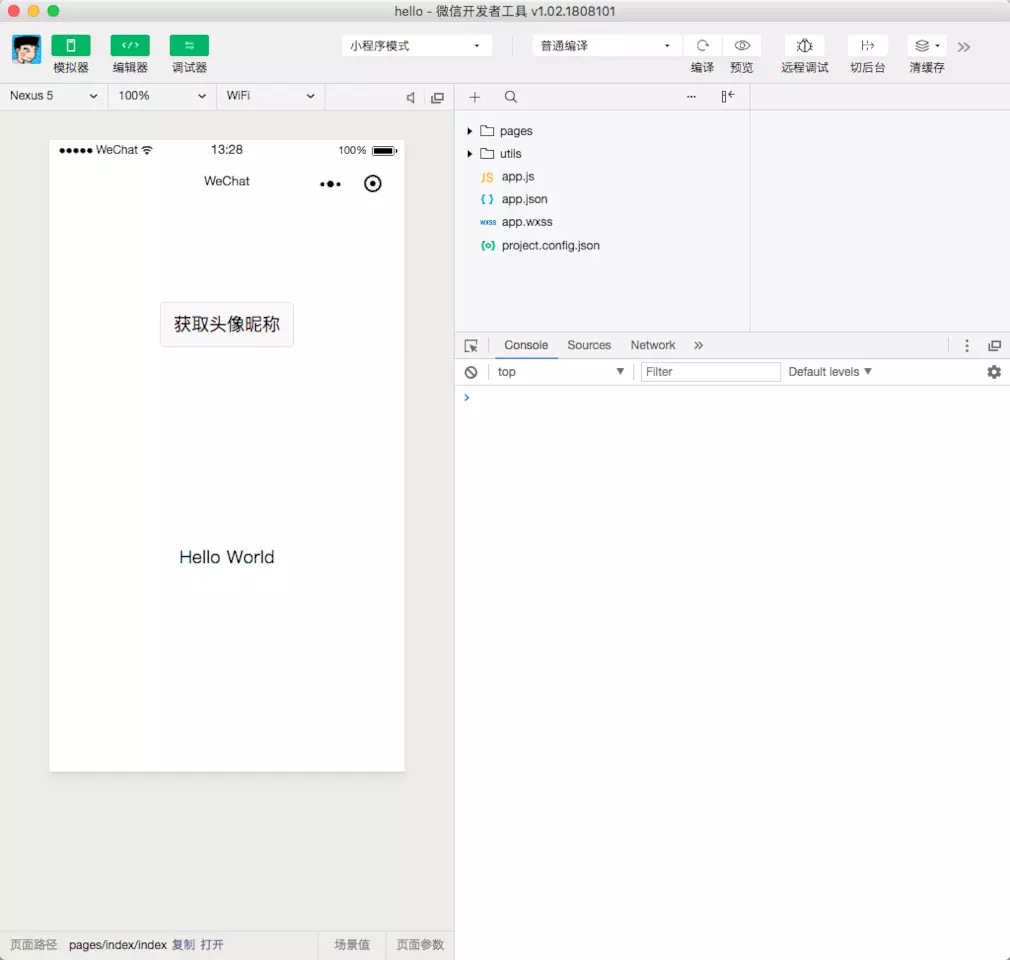 hello - 微信开发者工具 v1.02.1808101
模拟器 编辑器 调试器 小程序模式 普通编译 编译 预览 远程调试 切后台 清缓存
Nexus 5 100% WiFi
pages
utils
JS app.js
{ } app.json
wxss app.wxss
{o} project.config.json
WeChat 13:28 100%
WeChat
获取头像昵称
Hello World
Console Sources Network
top Filter Default levels
页面路径 pages/index/index 复制 打开 场景值 页面参数